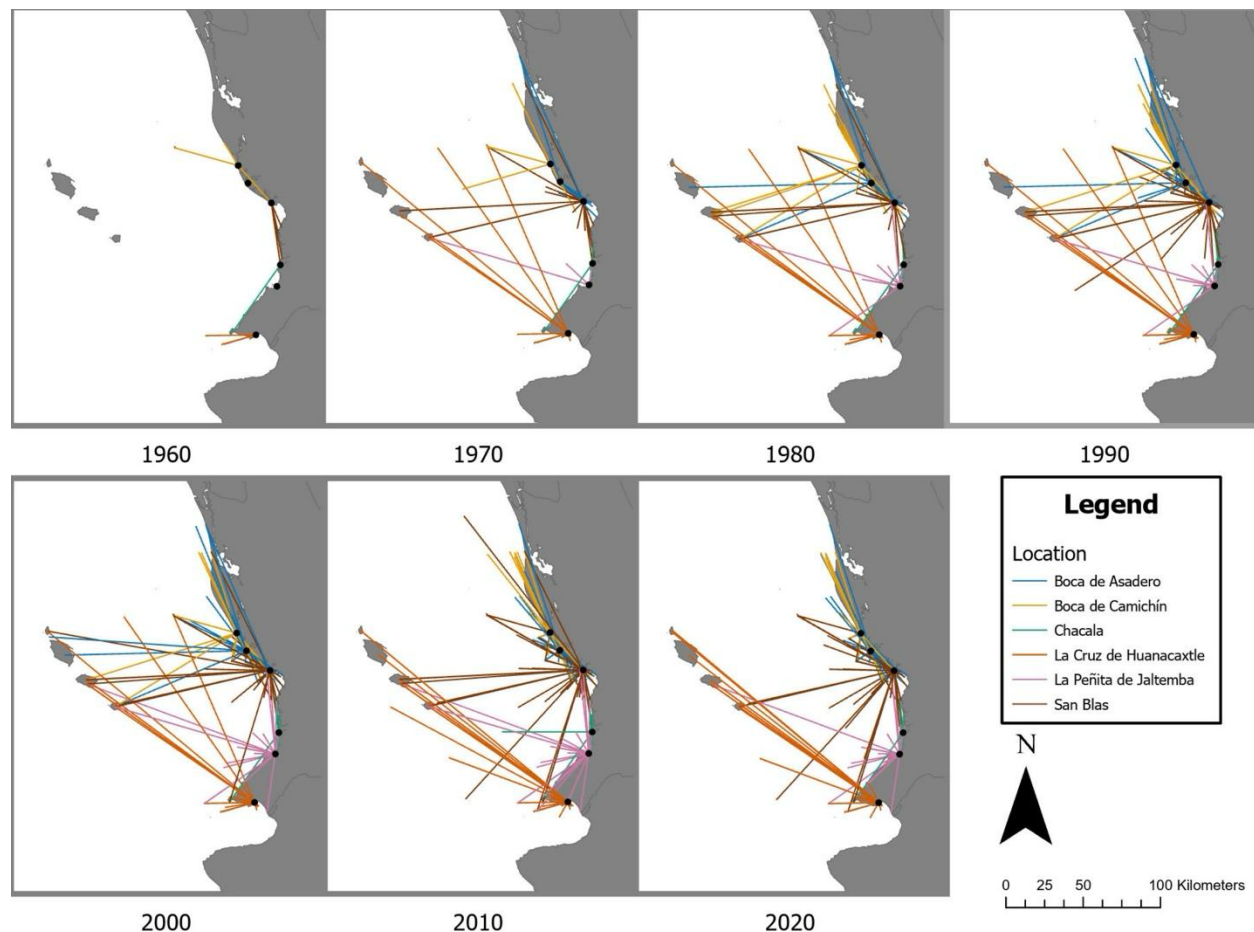 1960
1970
1980
1990
Legend
Location
Boca de Asadero
Boca de Camichín
Chacala
La Cruz de Huanacaxtle
La Peñita de Jaltemba
San Blas
N
0 25 50 100 Kilometers
2000
2010
2020